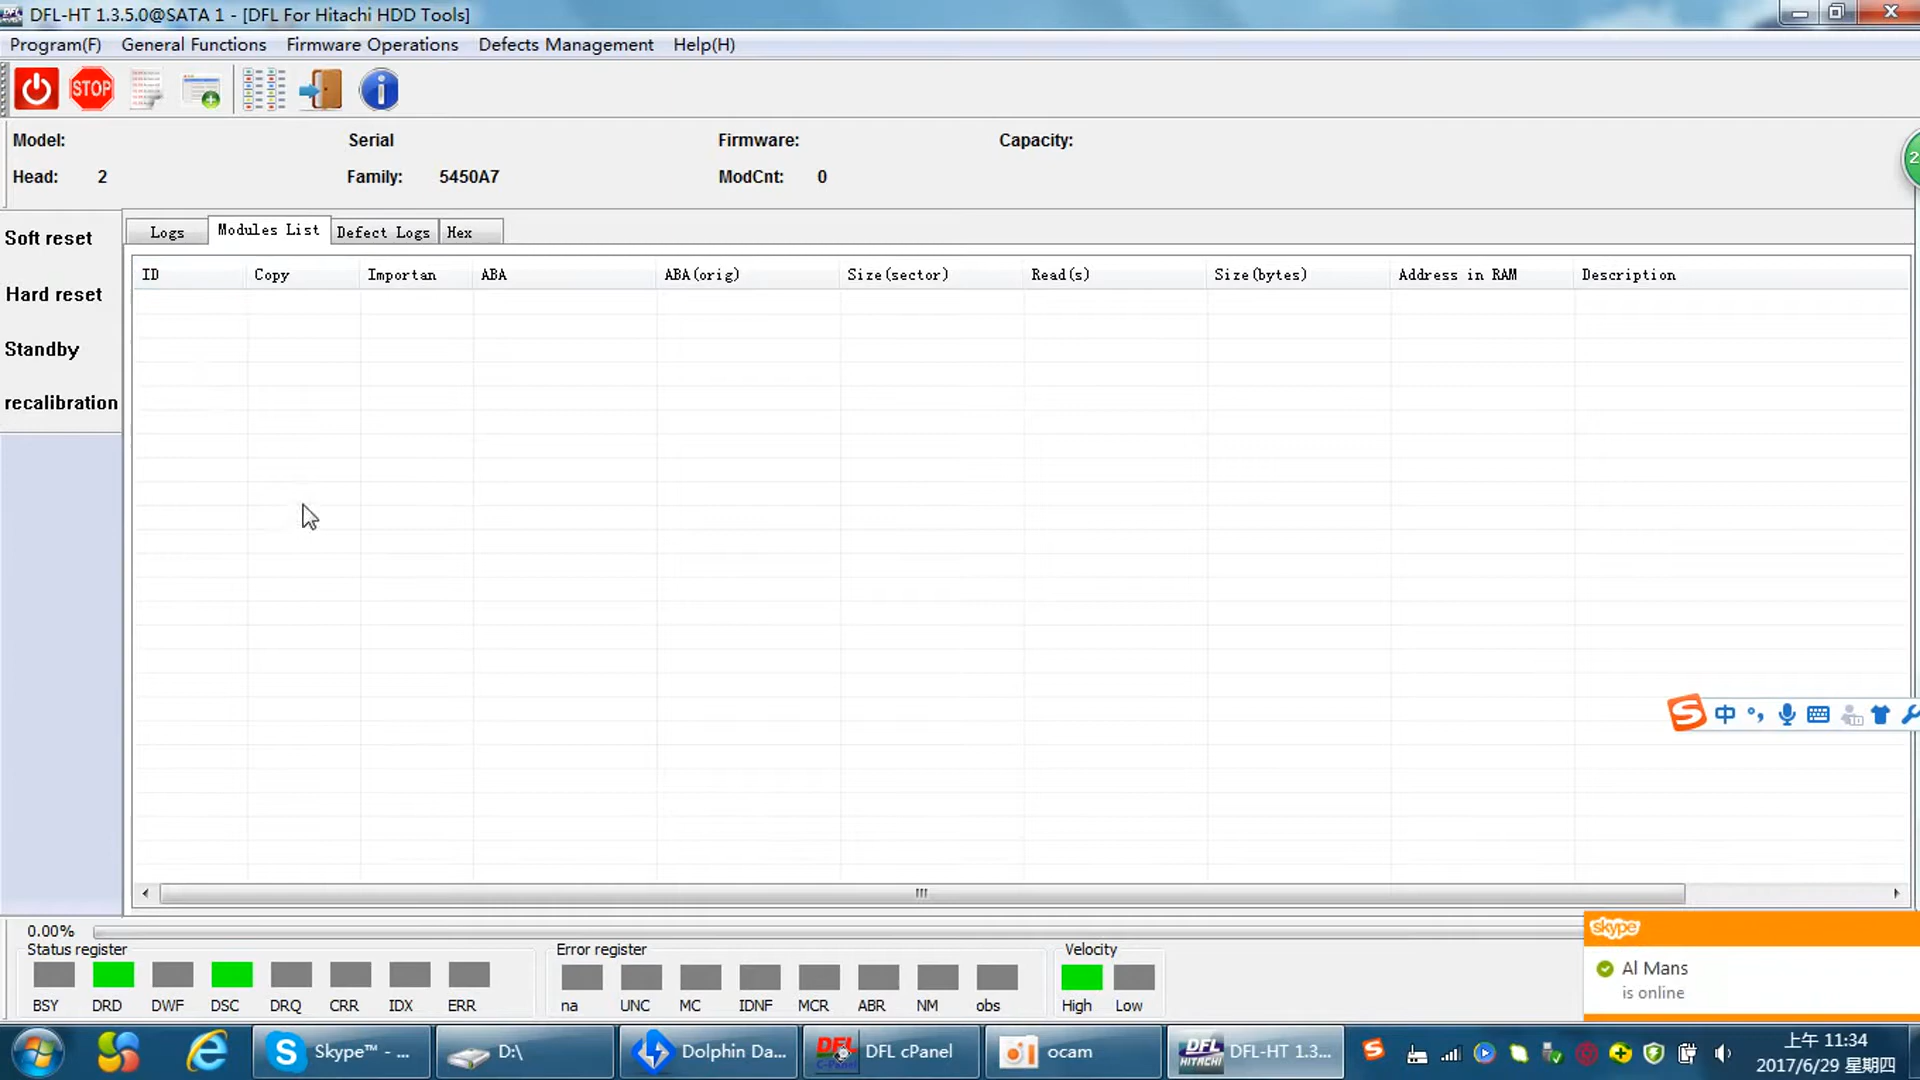 DFL-HT 1.3.5.0@SATA 1 - [DFL For Hitachi HDD Tools]
Program(F) General Functions Firmware Operations Defects Management Help(H)
STOP
Model: Serial Firmware: Capacity:
Head: 2 Family: 5450A7 ModCnt: 0
2
Soft reset
Hard reset
Standby
recalibration
Logs Modules List Defect Logs Hex
ID Copy Importan ABA ABA(orig) Size(sector) Read(s) Size(bytes) Address in RAM Description
中
0.00%
Status register Error register Velocity
BSY DRD DWF DSC DRQ CRR IDX ERR na UNC MC IDNF MCR ABR NM obs High Low
skype
Al Mans
is online
Skype™ - ... D:\ Dolphin Da... DFL cPanel ocam DFL-HT 1.3...
上午 11:34
2017/6/29 星期四